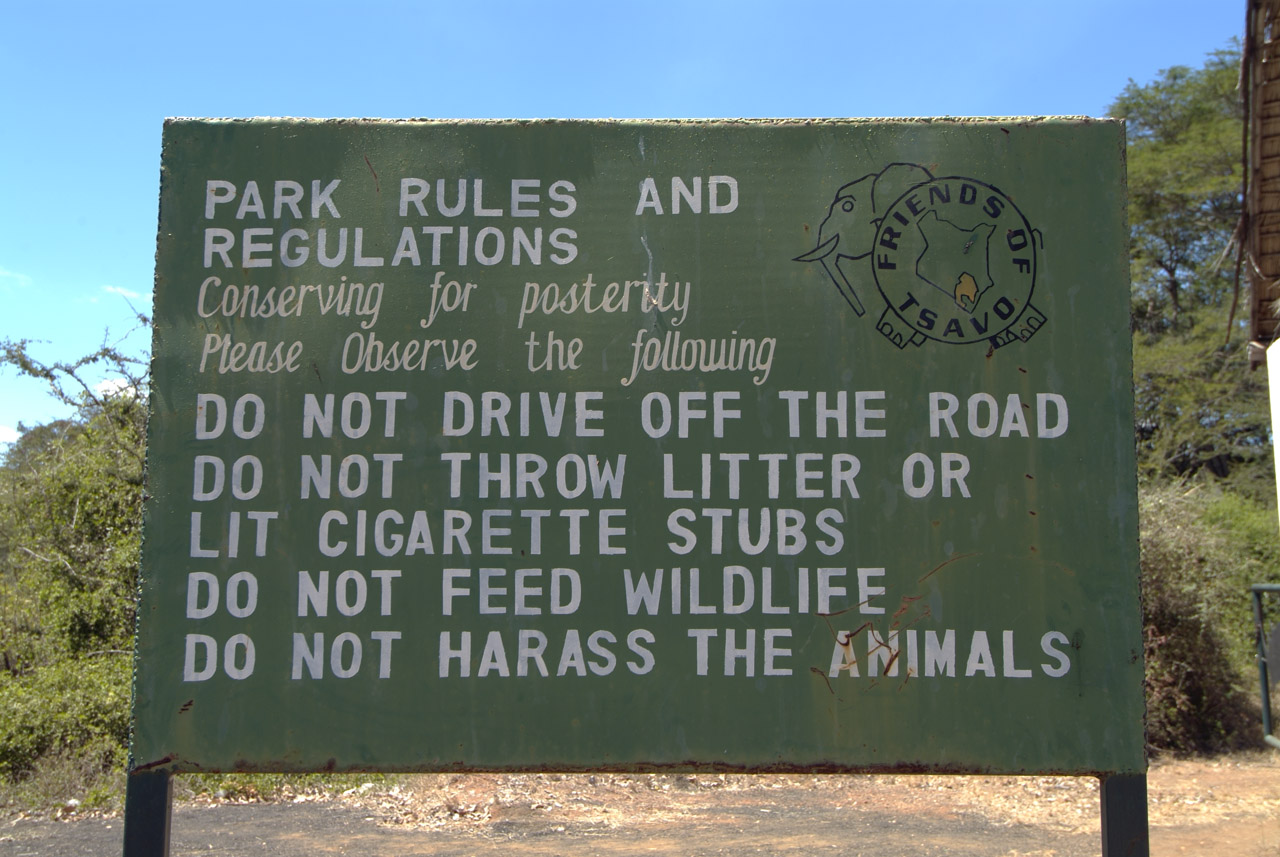 PARK RULES AND
REGULATIONS
Conserving for posterity
Please Observe the following
FRIENDS OF
TSAVO
DO NOT DRIVE OFF THE ROAD
DO NOT THROW LITTER OR
LIT CIGARETTE STUBS
DO NOT FEED WILDLIFE
DO NOT HARASS THE ANIMALS